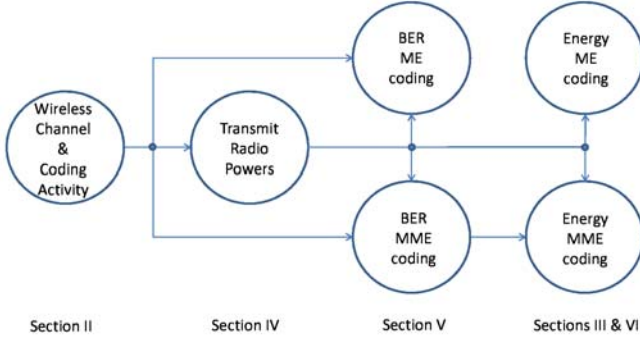 Wireless
Channel
&
Coding
Activity
Transmit
Radio
Powers
BER
ME
coding
Energy
ME
coding
BER
MME
coding
Energy
MME
coding
Section II
Section IV
Section V
Sections III & VI